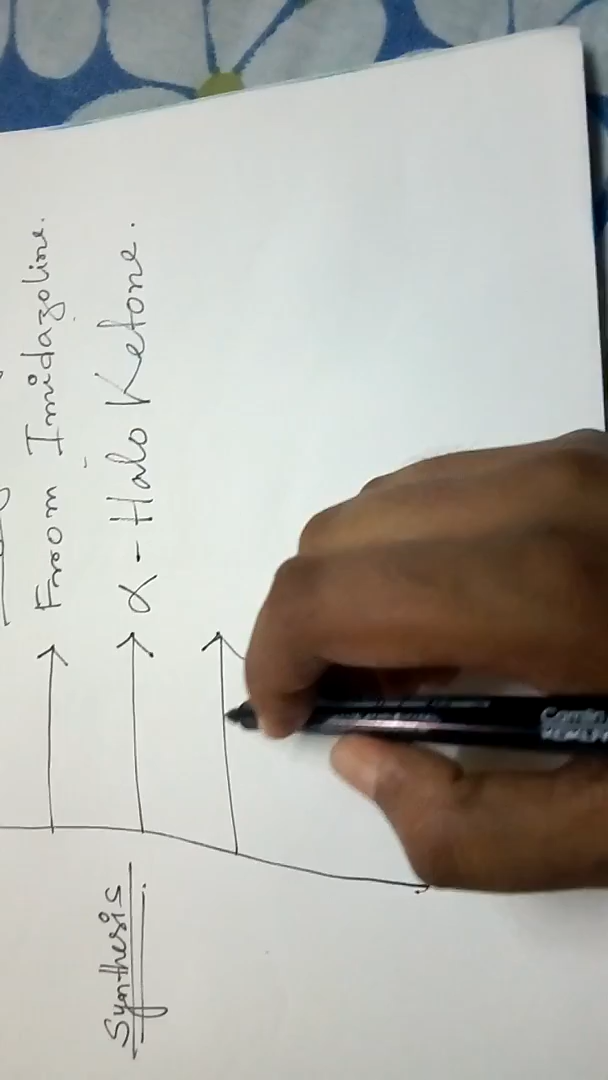 From Imidazoline.
α-Halo Ketone.
Synthesis